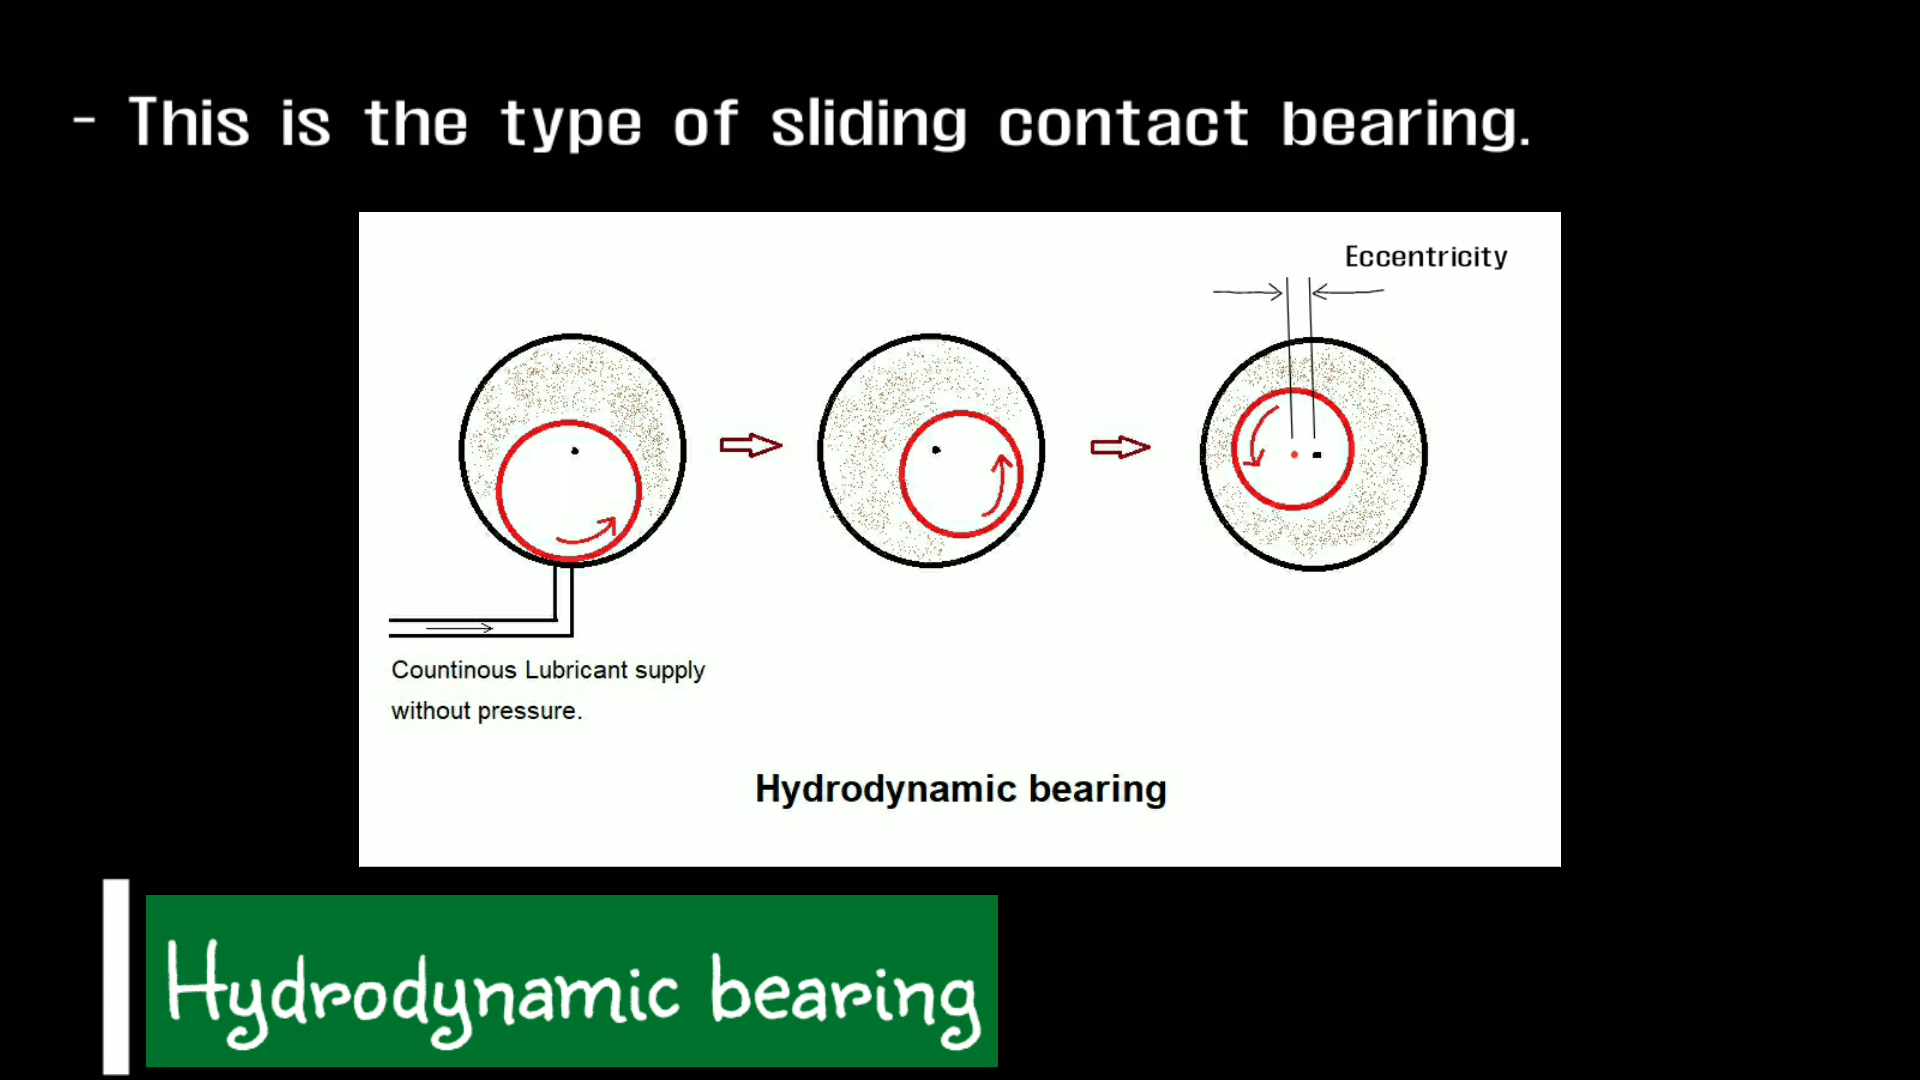 - This is the type of sliding contact bearing.
Eccentricity
Countinous Lubricant supply
without pressure.
Hydrodynamic bearing
Hydrodynamic bearing